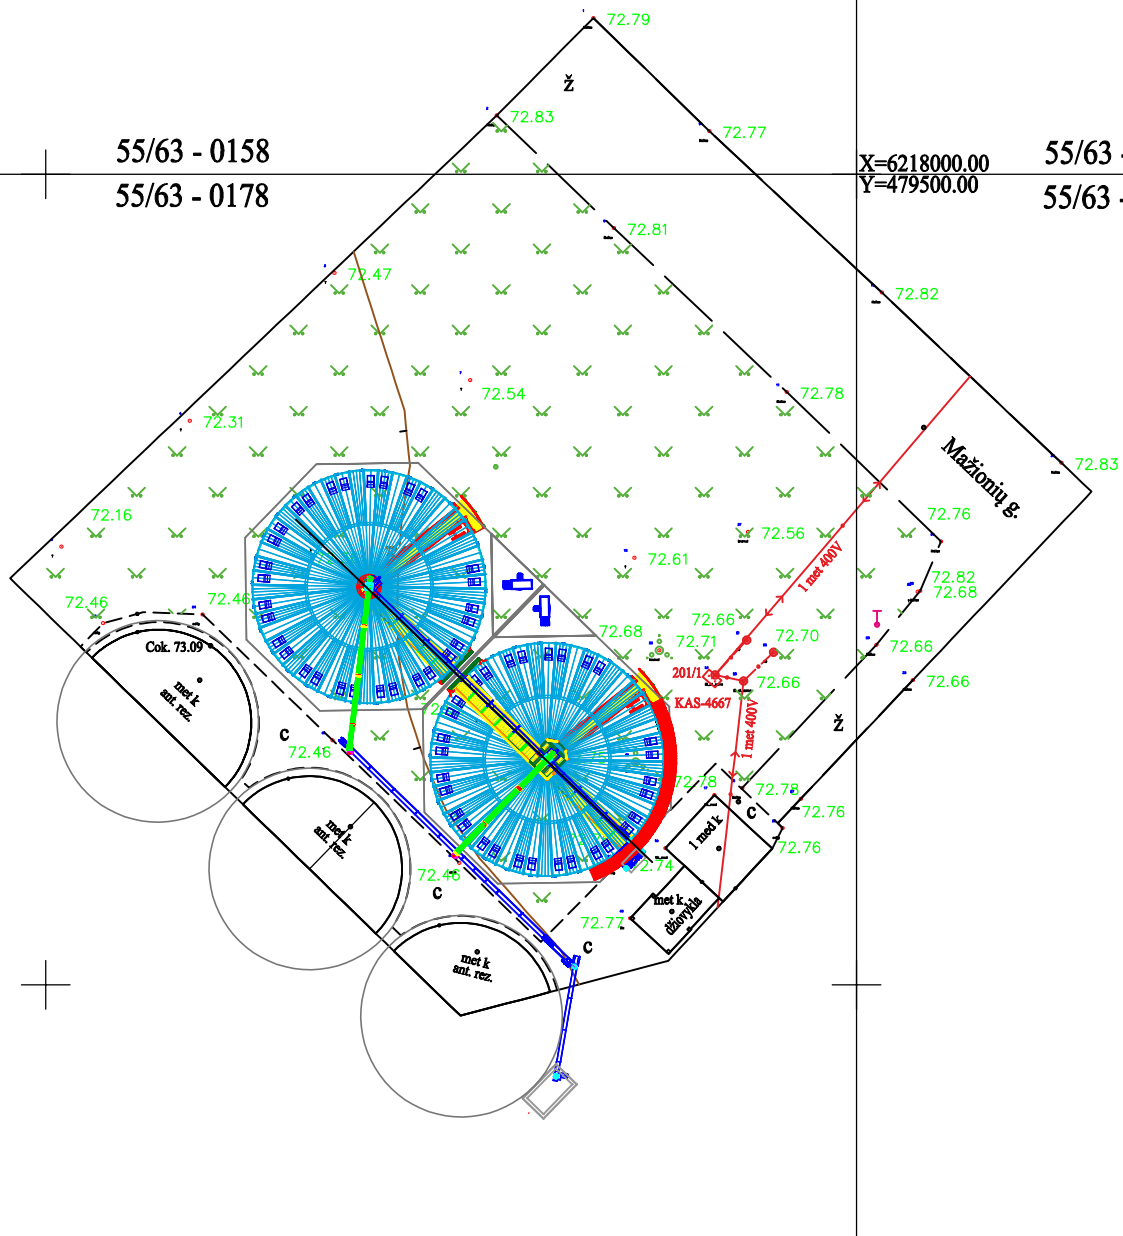 72.79
ž
72.83
72.77
55/63 - 0158
55/63 -
X=6218000.00
Y=479500.00
55/63 - 0178
55/63 -
72.81
72.47
72.82
72.54
72.78
72.31
Mažionių g.
72.83
72.16
72.76
72.56
72.61
1 met 400V
72.82
72.68
72.46
72.46
72.66
72.68
72.71
72.70
72.66
Cok. 73.09
201/1
72.66
72.66
KAS-4667
met k
ant. rez.
ž
c
72.46
1 met 400V
72.78
72.78
72.76
c
72.76
1 med k
met k
ant. rez.
2.74
72.46
c
met k
džiovykla
72.77
c
met k
ant. rez.